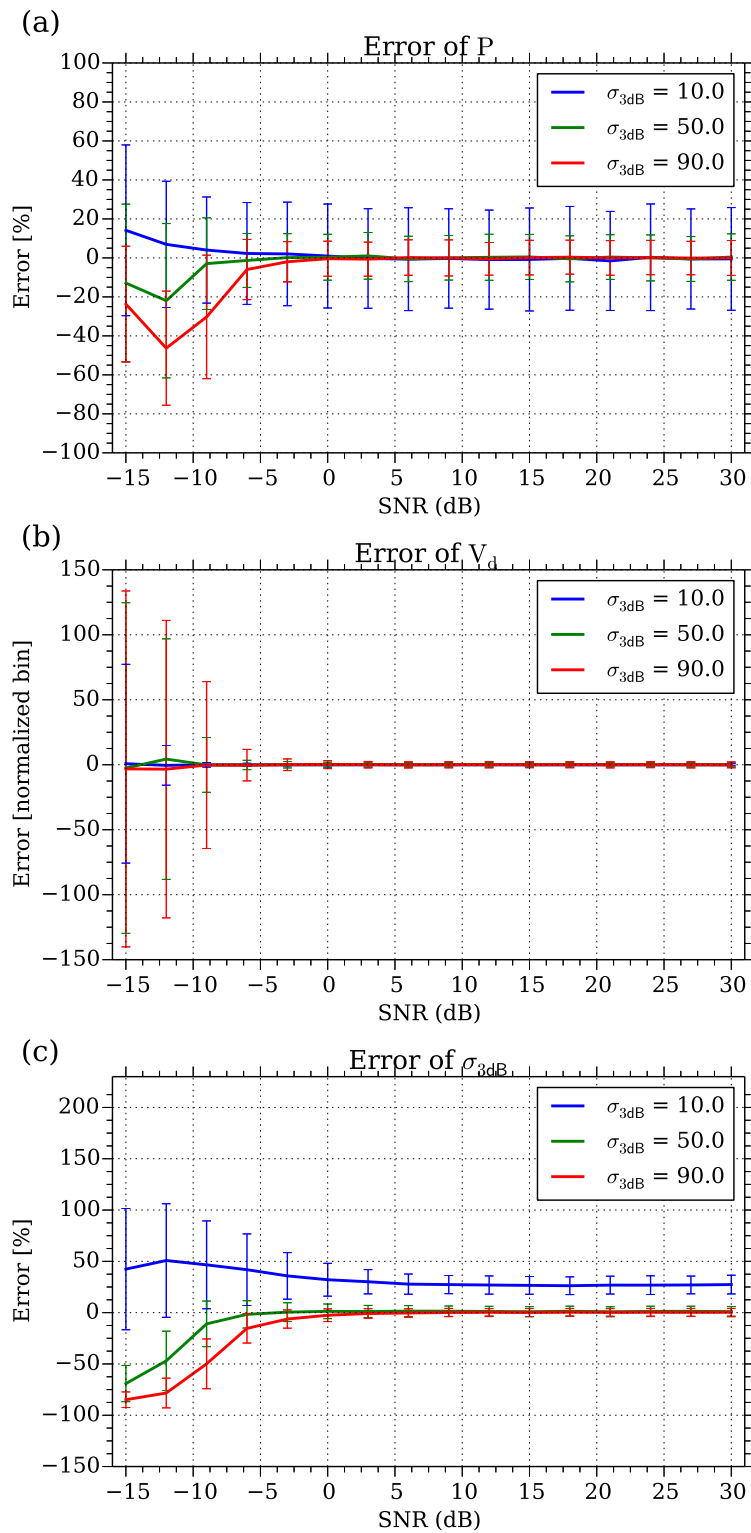 (a)
Error of P
100
80
60
40
20
0
−20
−40
−60
−80
−100
Error [%]
σ3dB = 10.0
σ3dB = 50.0
σ3dB = 90.0
−15 −10 −5 0 5 10 15 20 25 30
SNR (dB)
(b)
Error of Vd
150
100
50
0
−50
−100
−150
Error [normalized bin]
σ3dB = 10.0
σ3dB = 50.0
σ3dB = 90.0
−15 −10 −5 0 5 10 15 20 25 30
SNR (dB)
(c)
Error of σ3dB
200
150
100
50
0
−50
−100
−150
Error [%]
σ3dB = 10.0
σ3dB = 50.0
σ3dB = 90.0
−15 −10 −5 0 5 10 15 20 25 30
SNR (dB)